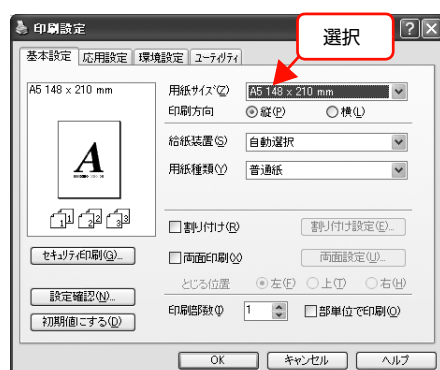 印刷設定
選択
基本設定 応用設定 環境設定 ユーティリティ
A5 148 x 210 mm
用紙サイズ(Z) A5 148 x 210 mm
印刷方向 縦(P) 横(L)
給紙装置(S) 自動選択
用紙種類(Y) 普通紙
A
1 1 2 2 3 3
割り付け(R) 割り付け設定(E)...
セキュリティ印刷(G)...
両面印刷(X) 両面設定(U)...
とじる位置 左(F) 上(T) 右(H)
設定確認(N)...
印刷部数(I) 1 部単位で印刷(O)
初期値にする(D)
OK キャンセル ヘルプ